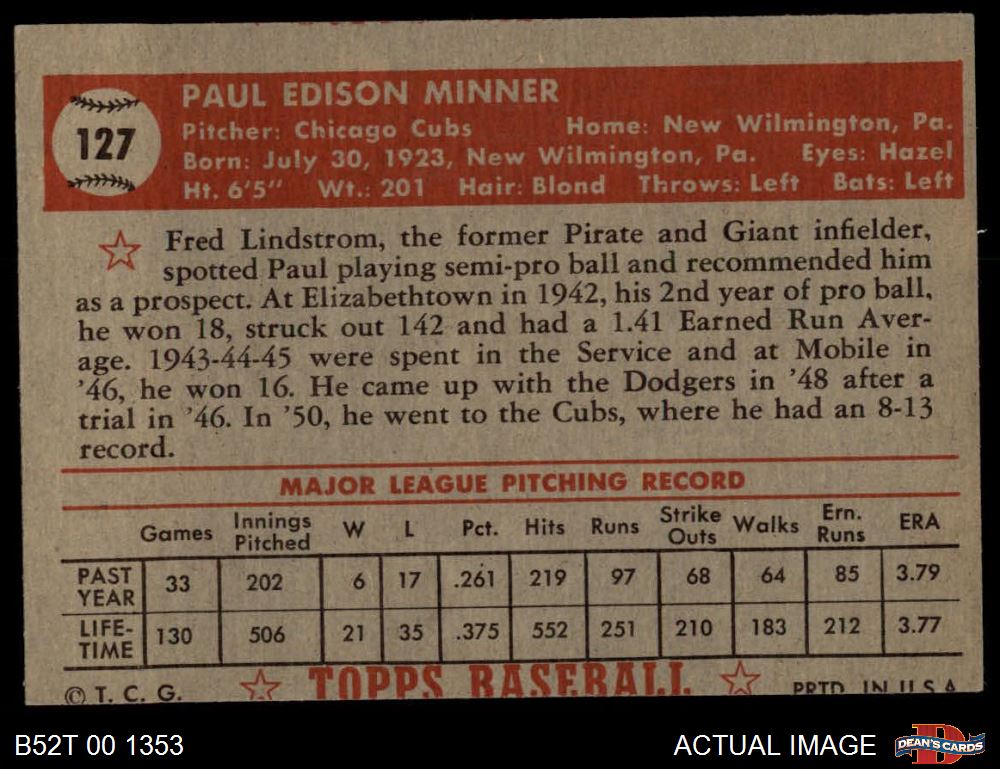 127
PAUL EDISON MINNER
Pitcher: Chicago Cubs Home: New Wilmington, Pa.
Born: July 30, 1923, New Wilmington, Pa. Eyes: Hazel
Ht. 6'5" Wt.: 201 Hair: Blond Throws: Left Bats: Left
Fred Lindstrom, the former Pirate and Giant infielder,
spotted Paul playing semi-pro ball and recommended him
as a prospect. At Elizabethtown in 1942, his 2nd year of pro ball,
he won 18, struck out 142 and had a 1.41 Earned Run Aver-
age. 1943-44-45 were spent in the Service and at Mobile in
'46, he won 16. He came up with the Dodgers in '48 after a
trial in '46. In '50, he went to the Cubs, where he had an 8-13
record.
MAJOR LEAGUE PITCHING RECORD
Games Innings Pitched W L Pct. Hits Runs Strike Outs Walks Ern. Runs ERA
PAST YEAR 33 202 6 17 .261 219 97 68 64 85 3.79
LIFE-TIME 130 506 21 35 .375 552 251 210 183 212 3.77
© T. C. G. TOPPS BASEBALL PRTD. IN U.S.A.
B52T 00 1353 ACTUAL IMAGE DEAN'S CARDS